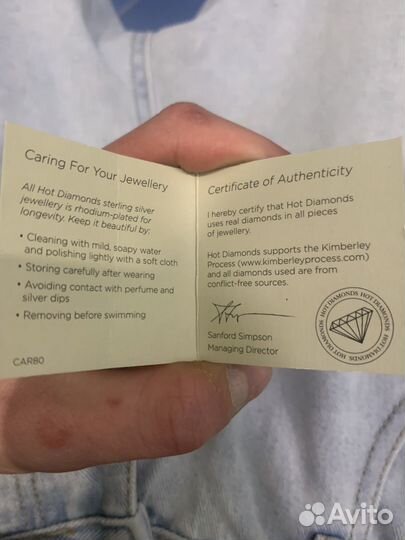 Caring For Your Jewellery
All Hot Diamonds sterling silver
jewellery is rhodium-plated for
longevity. Keep it beautiful by:
• Cleaning with mild, soapy water
and polishing lightly with a soft cloth
• Storing carefully after wearing
• Avoiding contact with perfume and
silver dips
• Removing before swimming
CAR80
Certificate of Authenticity
I hereby certify that Hot Diamonds
uses real diamonds in all pieces
of jewellery.
Hot Diamonds supports the Kimberley
Process (www.kimberleyprocess.com)
and all diamonds used are from
conflict-free sources.
Sanford Simpson
Managing Director
HOT DIAMONDS HOT DIAMONDS HOT DIAMONDS
Avito